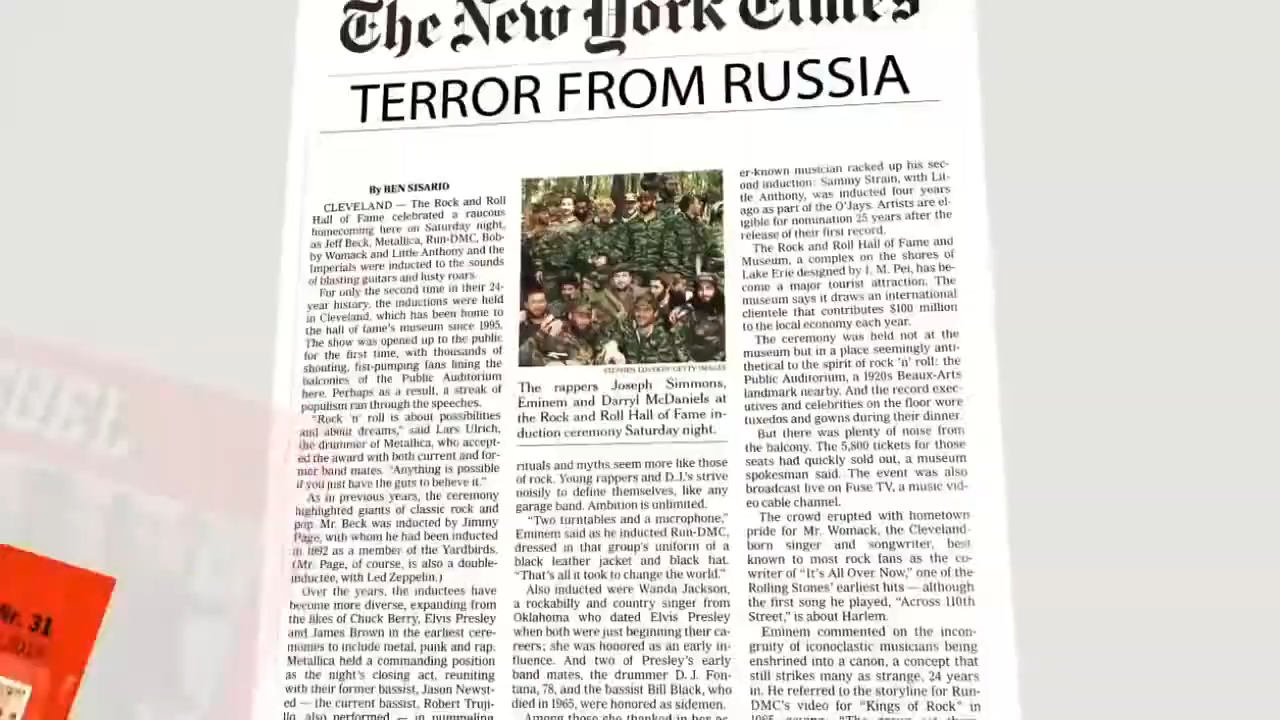 The New York Times
TERROR FROM RUSSIA
By BEN SISARIO
CLEVELAND — The Rock and Roll
Hall of Fame celebrated a raucous
homecoming here on Saturday night,
as Jeff Beck, Metallica, Run-DMC, Bob-
by Womack and Little Anthony and the
Imperials were inducted to the sounds
of blasting guitars and lusty roars.
For only the second time in their 24-
year history, the inductions were held
in Cleveland, which has been home to
the hall of fame's museum since 1995.
The show was opened up to the public
for the first time, with thousands of
shouting, fist-pumping fans lining the
balconies of the Public Auditorium
here. Perhaps as a result, a streak of
populism ran through the speeches.
"Rock 'n' roll is about possibilities
and about dreams," said Lars Ulrich,
the drummer of Metallica, who accept-
ed the award with both current and for-
mer band mates. "Anything is possible
if you just have the guts to believe it."
As in previous years, the ceremony
highlighted giants of classic rock and
pop. Mr. Beck was inducted by Jimmy
Page, with whom he had been inducted
in 1992 as a member of the Yardbirds.
(Mr. Page, of course, is also a double-
inductee, with Led Zeppelin.)
Over the years, the inductees have
become more diverse, expanding from
the likes of Chuck Berry, Elvis Presley
and James Brown in the earliest cere-
monies to include metal, punk and rap.
Metallica held a commanding position
as the night's closing act, reuniting
with their former bassist, Jason Newst-
ed — the current bassist, Robert Truji-
llo also performed — in pummeling
STEPHEN LOVEKIN/GETTY IMAGES
The rappers Joseph Simmons,
Eminem and Darryl McDaniels at
the Rock and Roll Hall of Fame in-
duction ceremony Saturday night.
rituals and myths seem more like those
of rock. Young rappers and D.J.'s strive
noisily to define themselves, like any
garage band. Ambition is unlimited.
"Two turntables and a microphone,"
Eminem said as he inducted Run-DMC,
dressed in that group's uniform of a
black leather jacket and black hat.
"That's all it took to change the world."
Also inducted were Wanda Jackson,
a rockabilly and country singer from
Oklahoma who dated Elvis Presley
when both were just beginning their ca-
reers; she was honored as an early in-
fluence. And two of Presley's early
band mates, the drummer D. J. Fon-
tana, 78, and the bassist Bill Black, who
died in 1965, were honored as sidemen.
Among those she thanked in her ac
er-known musician racked up his sec-
ond induction: Sammy Strain, with Lit-
tle Anthony, was inducted four years
ago as part of the O'Jays. Artists are el-
igible for nomination 25 years after the
release of their first record.
The Rock and Roll Hall of Fame and
Museum, a complex on the shores of
Lake Erie designed by I. M. Pei, has be-
come a major tourist attraction. The
museum says it draws an international
clientele that contributes $100 million
to the local economy each year.
The ceremony was held not at the
museum but in a place seemingly anti-
thetical to the spirit of rock 'n' roll: the
Public Auditorium, a 1920s Beaux-Arts
landmark nearby. And the record exec-
utives and celebrities on the floor wore
tuxedos and gowns during their dinner.
But there was plenty of noise from
the balcony. The 5,800 tickets for those
seats had quickly sold out, a museum
spokesman said. The event was also
broadcast live on Fuse TV, a music vid-
eo cable channel.
The crowd erupted with hometown
pride for Mr. Womack, the Cleveland-
born singer and songwriter, best
known to most rock fans as the co-
writer of "It's All Over Now," one of the
Rolling Stones' earliest hits — although
the first song he played, "Across 110th
Street," is about Harlem.
Eminem commented on the incon-
gruity of iconoclastic musicians being
enshrined into a canon, a concept that
still strikes many as strange, 24 years
in. He referred to the storyline for Run-
DMC's video for "Kings of Rock" in
Nr. 31